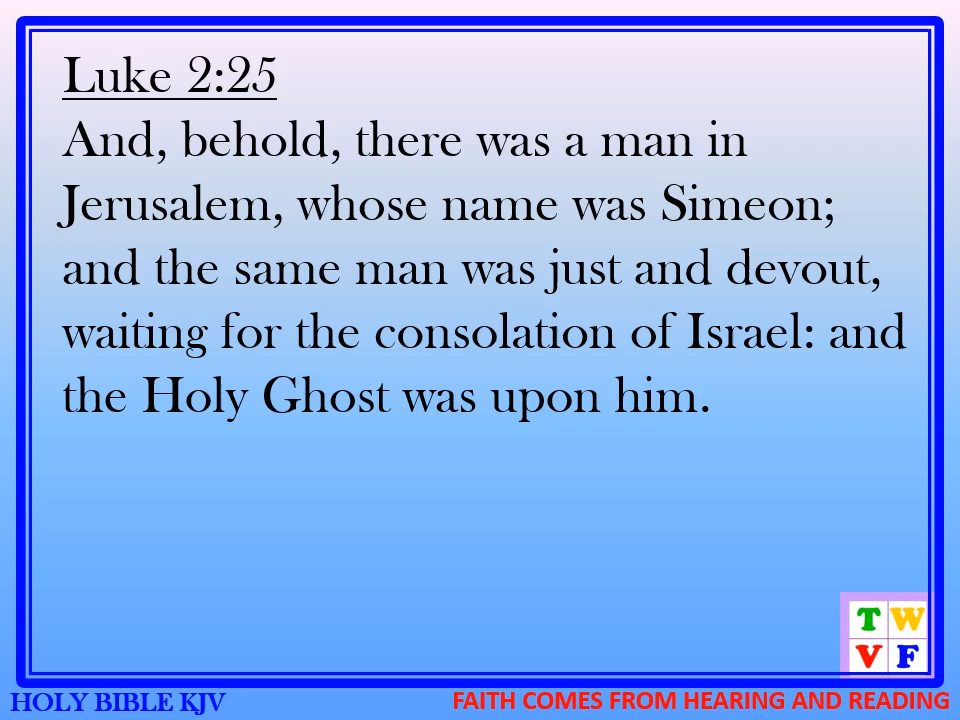 Luke 2:25
And, behold, there was a man in
Jerusalem, whose name was Simeon;
and the same man was just and devout,
waiting for the consolation of Israel: and
the Holy Ghost was upon him.
T W
V F
HOLY BIBLE KJV
FAITH COMES FROM HEARING AND READING